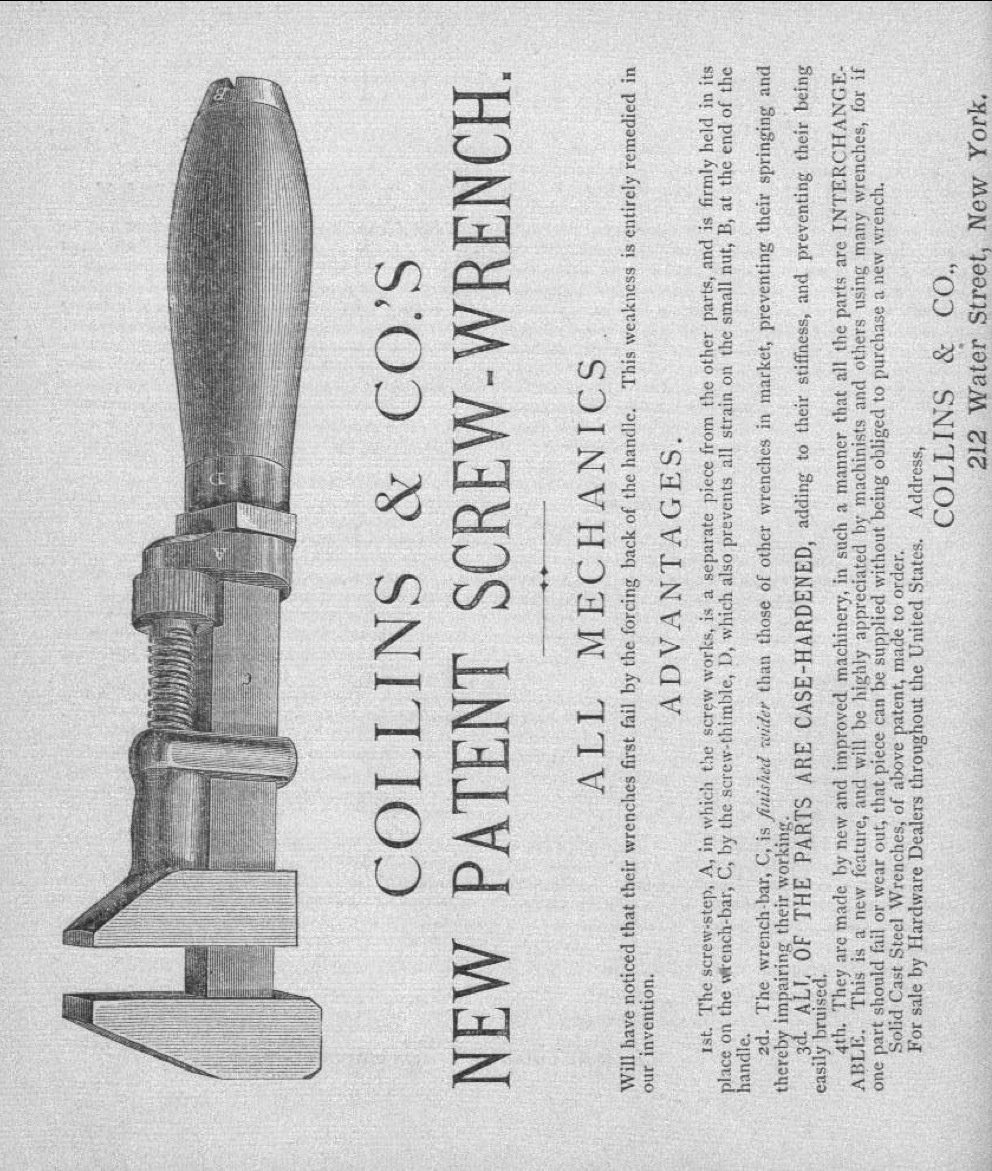 COLLINS & CO.'S
NEW PATENT SCREW-WRENCH.
ALL MECHANICS
Will have noticed that their wrenches first fail by the forcing back of the handle. This weakness is entirely remedied in
our invention.
ADVANTAGES.
1st. The screw-step, A, in which the screw works, is a separate piece from the other parts, and is firmly held in its
place on the wrench-bar, C, by the screw-thimble, D, which also prevents all strain on the small nut, B, at the end of the
handle.
2d. The wrench-bar, C, is finished wider than those of other wrenches in market, preventing their springing and
thereby impairing their working.
3d. ALL OF THE PARTS ARE CASE-HARDENED, adding to their stiffness, and preventing their being
easily bruised.
4th. They are made by new and improved machinery, in such a manner that all the parts are INTERCHANGE-
ABLE. This is a new feature, and will be highly appreciated by machinists and others using many wrenches, for if
one part should fail or wear out, that piece can be supplied without being obliged to purchase a new wrench.
Solid Cast Steel Wrenches, of above patent, made to order.
For sale by Hardware Dealers throughout the United States. Address,
COLLINS & CO.,
212 Water Street, New York.
C
A
D
B